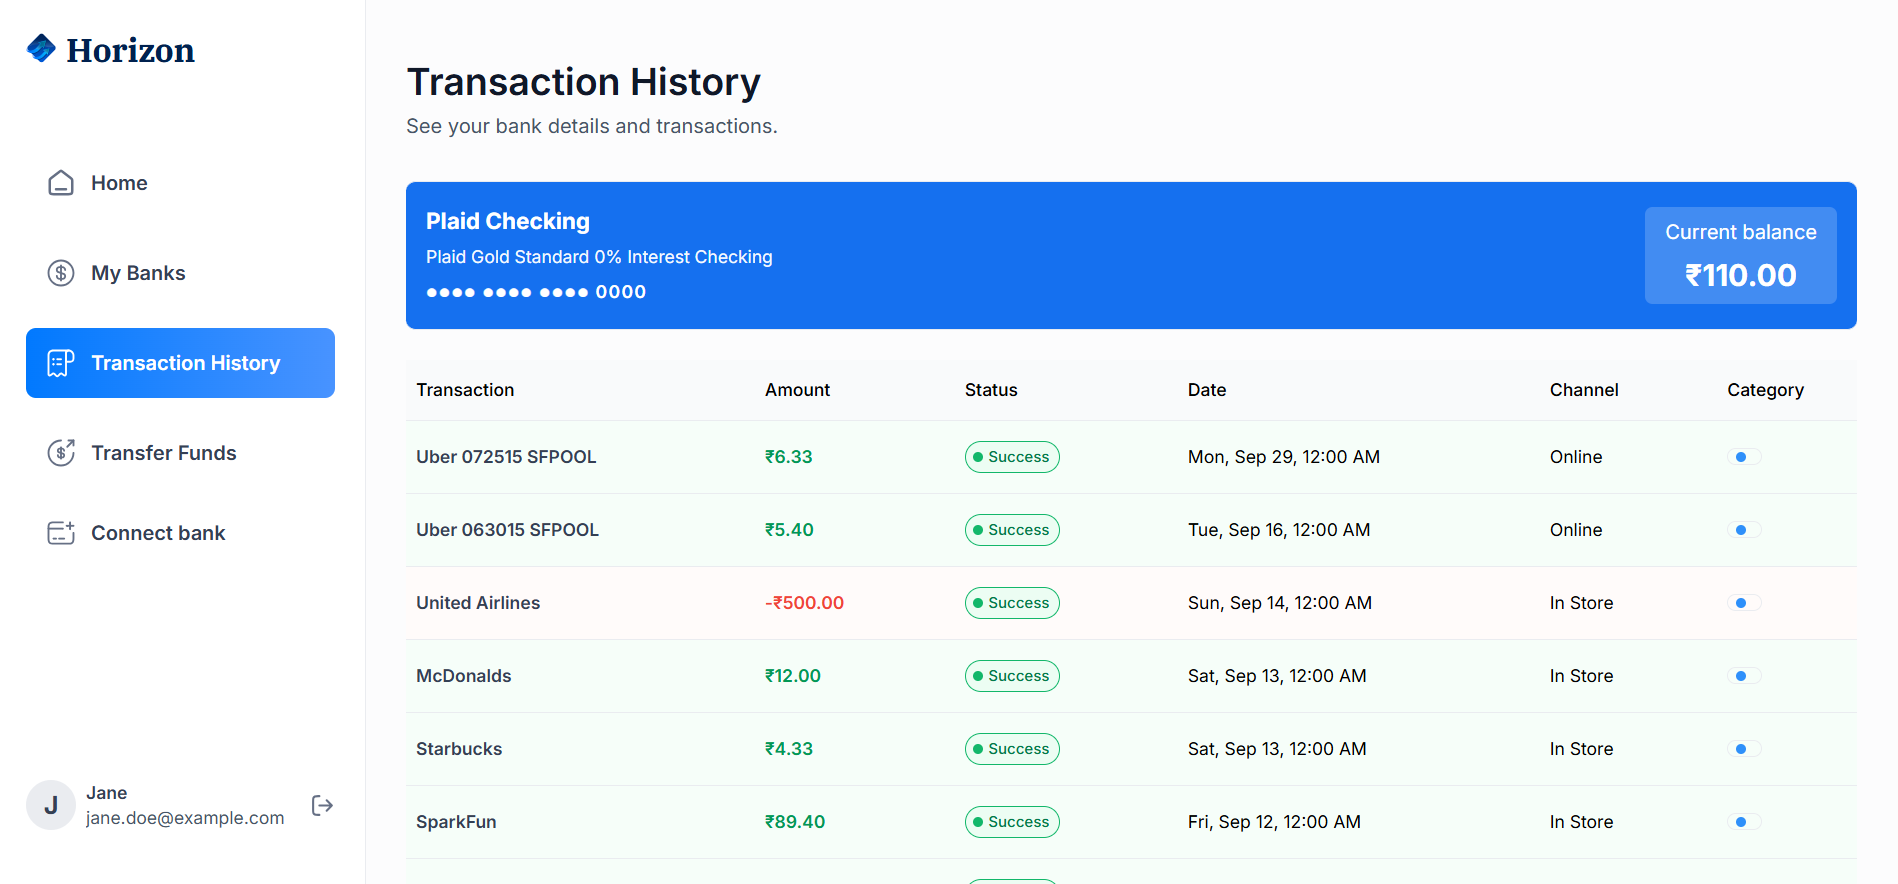 Horizon
Home
My Banks
Transaction History
Transfer Funds
Connect bank
J
Jane
jane.doe@example.com
Transaction History
See your bank details and transactions.
Plaid Checking
Plaid Gold Standard 0% Interest Checking
●●●● ●●●● ●●●● 0000
Current balance
₹110.00
Transaction Amount Status Date Channel Category
Uber 072515 SFPOOL ₹6.33 Success Mon, Sep 29, 12:00 AM Online
Uber 063015 SFPOOL ₹5.40 Success Tue, Sep 16, 12:00 AM Online
United Airlines -₹500.00 Success Sun, Sep 14, 12:00 AM In Store
McDonalds ₹12.00 Success Sat, Sep 13, 12:00 AM In Store
Starbucks ₹4.33 Success Sat, Sep 13, 12:00 AM In Store
SparkFun ₹89.40 Success Fri, Sep 12, 12:00 AM In Store